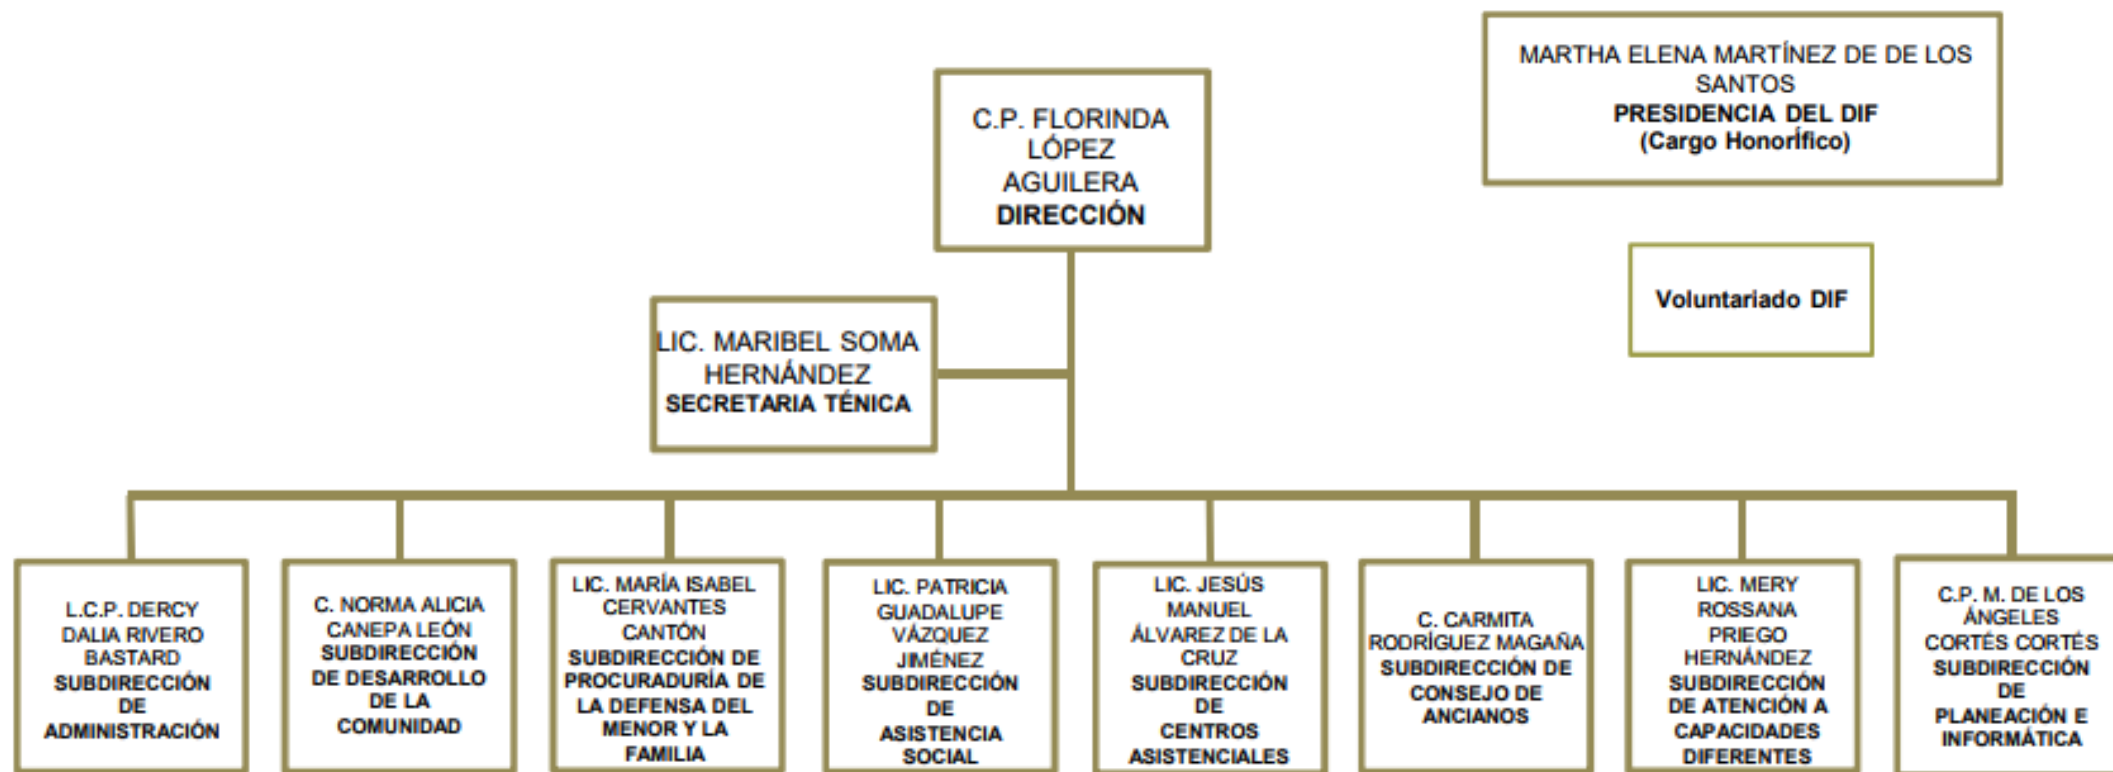 MARTHA ELENA MARTÍNEZ DE DE LOS
SANTOS
PRESIDENCIA DEL DIF
(Cargo Honorífico)
C.P. FLORINDA
LÓPEZ
AGUILERA
DIRECCIÓN
Voluntariado DIF
LIC. MARIBEL SOMA
HERNÁNDEZ
SECRETARIA TÉNICA
L.C.P. DERCY
DALIA RIVERO
BASTARD
SUBDIRECCIÓN
DE
ADMINISTRACIÓN
C. NORMA ALICIA
CANEPA LEÓN
SUBDIRECCIÓN
DE DESARROLLO
DE LA
COMUNIDAD
LIC. MARÍA ISABEL
CERVANTES
CANTÓN
SUBDIRECCIÓN DE
PROCURADURÍA DE
LA DEFENSA DEL
MENOR Y LA
FAMILIA
LIC. PATRICIA
GUADALUPE
VÁZQUEZ
JIMÉNEZ
SUBDIRECCIÓN
DE
ASISTENCIA
SOCIAL
LIC. JESÚS
MANUEL
ÁLVAREZ DE LA
CRUZ
SUBDIRECCIÓN
DE
CENTROS
ASISTENCIALES
C. CARMITA
RODRÍGUEZ MAGAÑA
SUBDIRECCIÓN DE
CONSEJO DE
ANCIANOS
LIC. MERY
ROSSANA
PRIEGO
HERNÁNDEZ
SUBDIRECCIÓN
DE ATENCIÓN A
CAPACIDADES
DIFERENTES
C.P. M. DE LOS
ÁNGELES
CORTÉS CORTÉS
SUBDIRECCIÓN
DE
PLANEACIÓN E
INFORMÁTICA